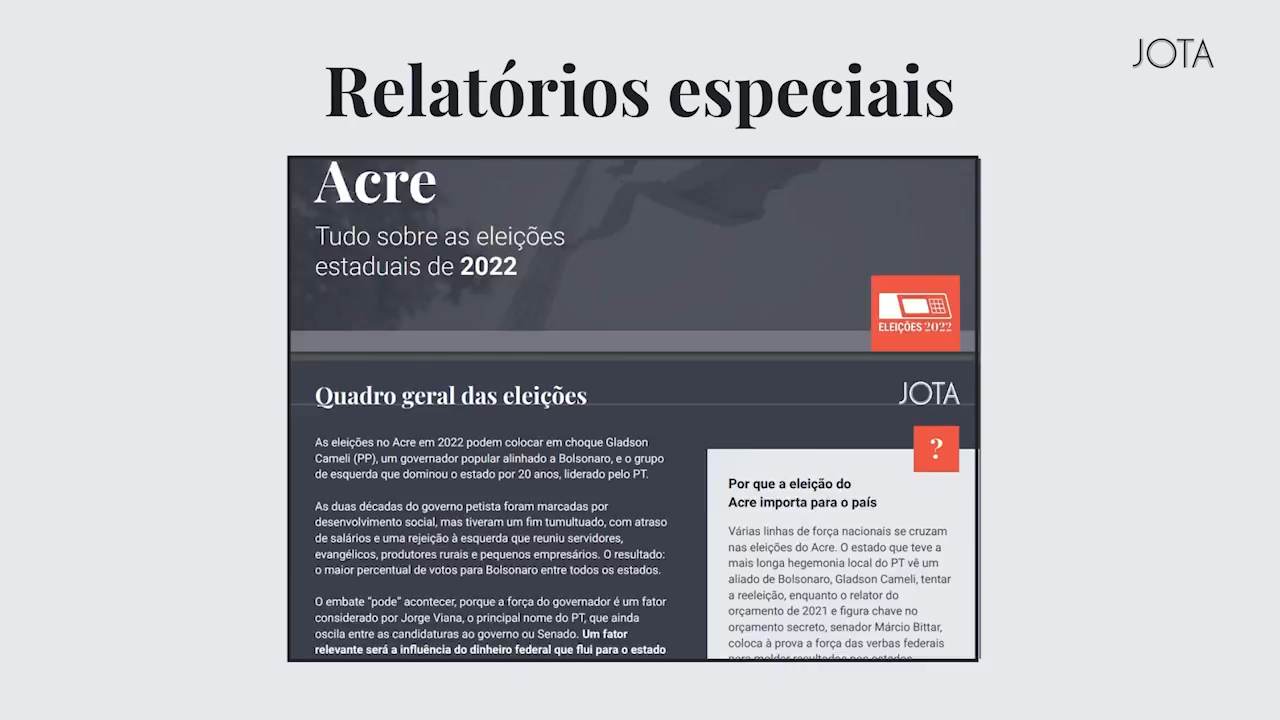 JOTA
Relatórios especiais
Acre
Tudo sobre as eleições
estaduais de 2022
ELEIÇÕES 2022
Quadro geral das eleições
JOTA
As eleições no Acre em 2022 podem colocar em choque Gladson
Cameli (PP), um governador popular alinhado a Bolsonaro, e o grupo
de esquerda que dominou o estado por 20 anos, liderado pelo PT.
As duas décadas do governo petista foram marcadas por
desenvolvimento social, mas tiveram um fim tumultuado, com atraso
de salários e uma rejeição à esquerda que reuniu servidores,
evangélicos, produtores rurais e pequenos empresários. O resultado:
o maior percentual de votos para Bolsonaro entre todos os estados.
O embate “pode” acontecer, porque a força do governador é um fator
considerado por Jorge Viana, o principal nome do PT, que ainda
oscila entre as candidaturas ao governo ou Senado. Um fator
relevante será a influência do dinheiro federal que flui para o estado
?
Por que a eleição do
Acre importa para o país
Várias linhas de força nacionais se cruzam
nas eleições do Acre. O estado que teve a
mais longa hegemonia local do PT vê um
aliado de Bolsonaro, Gladson Cameli, tentar
a reeleição, enquanto o relator do
orçamento de 2021 e figura chave no
orçamento secreto, senador Márcio Bittar,
coloca à prova a força das verbas federais
para moldar resultados nos estados